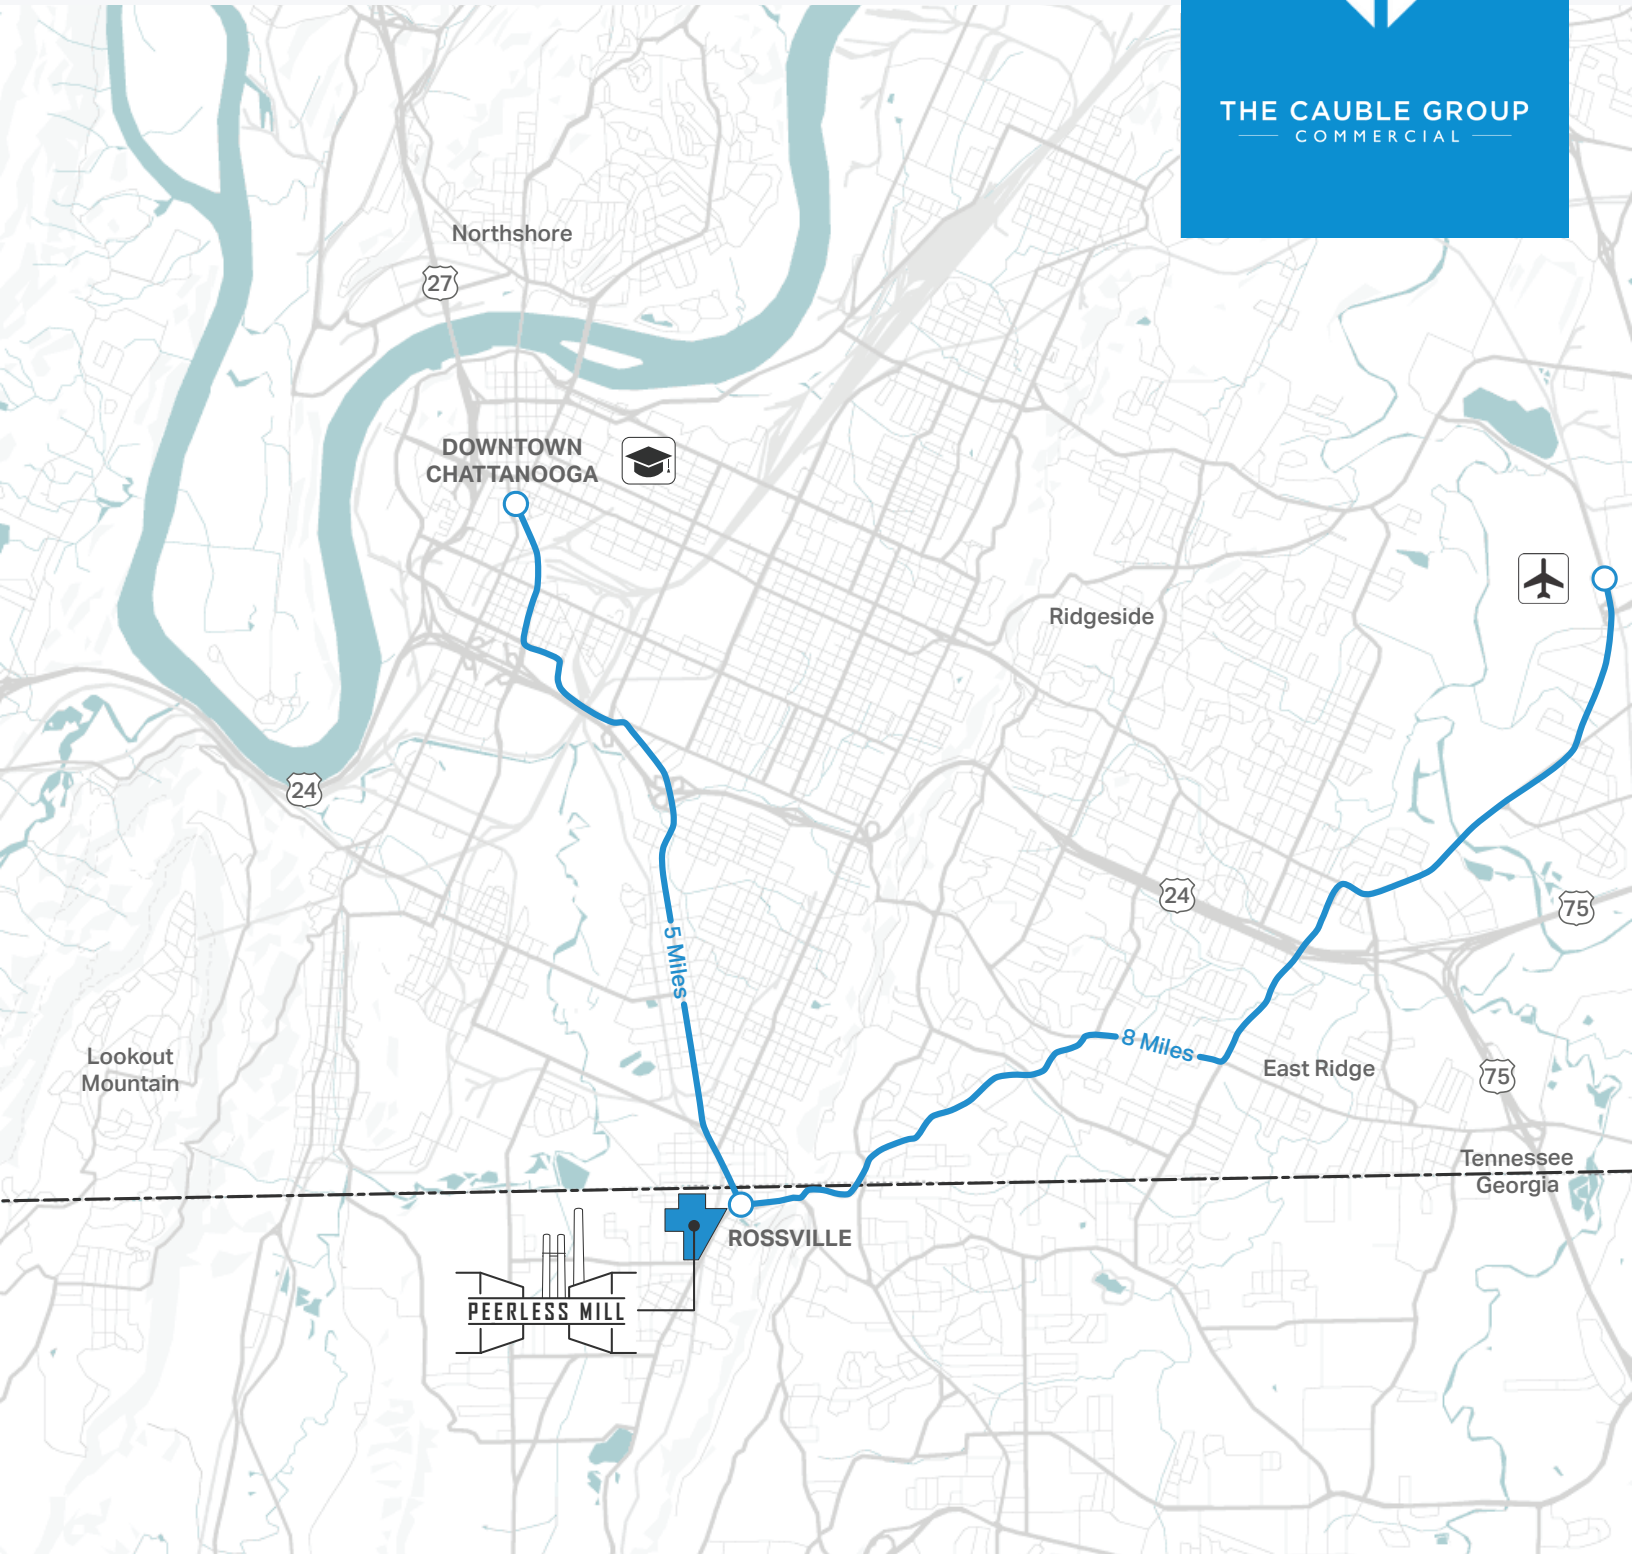 THE CAUBLE GROUP
COMMERCIAL
Northshore
27
DOWNTOWN
CHATTANOOGA
Ridgeside
24
24
75
5 Miles
8 Miles
Lookout
Mountain
East Ridge
75
Tennessee
Georgia
ROSSVILLE
PEERLESS MILL